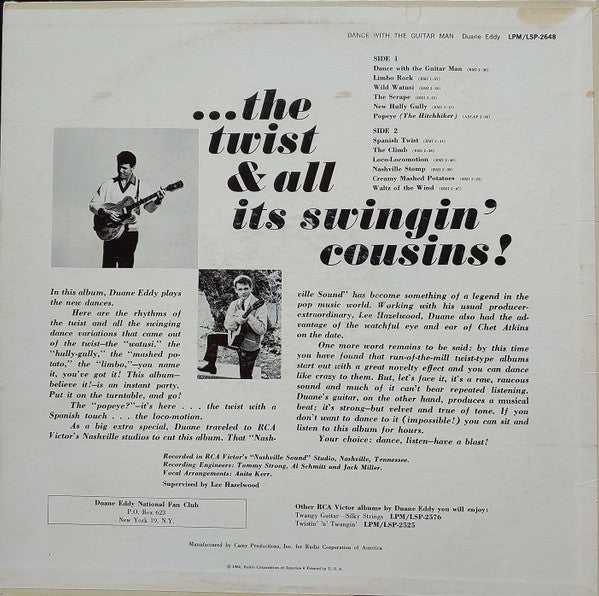 DANCE WITH THE GUITAR MAN Duane Eddy LPM/LSP-2648
SIDE 1
Dance with the Guitar Man
Limbo Rock
Wild Watusi
The Scrape
New Hully Gully
Popeye (The Hitchhiker)
SIDE 2
Spanish Twist
The Climb
Loco-Locomotion
Nashville Stomp
Creamy Mashed Potatoes
Waltz of the Wind
...the
twist
& all
its swingin'
cousins!
In this album, Duane Eddy plays
the new dances.
Here are the rhythms of
the twist and all the swinging
dance variations that came out
of the twist—the "watusi," the
"hully-gully," the "mashed po-
tato," the "limbo,"—you name
it, you've got it! This album—
believe it!—is an instant party.
Put it on the turntable, and go!
The "popeye?"—it's here . . . the twist with a
Spanish touch . . . the loco-motion.
As a big extra special, Duane traveled to RCA
Victor's Nashville studios to cut this album. That "Nash-
ville Sound" has become something of a legend in the
pop music world. Working with his usual producer-
extraordinary, Lee Hazelwood, Duane also had the ad-
vantage of the watchful eye and ear of Chet Atkins
on the date.
One more word remains to be said: by this time
you have found that run-of-the-mill twist-type albums
start out with a great novelty effect and you can dance
like crazy to them. But, let's face it, it's a raw, raucous
sound and much of it can't bear repeated listening.
Duane's guitar, on the other hand, produces a musical
beat; it's strong—but velvet and true of tone. If you
don't want to dance to it (impossible!) you can sit and
listen to this album for hours.
Your choice: dance, listen—have a blast!
Recorded in RCA Victor's "Nashville Sound" Studio, Nashville, Tennessee.
Recording Engineers: Tommy Strong, Al Schmitt and Jack Miller.
Vocal Arrangements: Anita Kerr.
Supervised by Lee Hazelwood
Duane Eddy National Fan Club
P.O. Box 623
New York 19, N.Y.
Other RCA Victor albums by Duane Eddy you will enjoy:
Twangy Guitar—Silky Strings LPM/LSP-2576
Twistin' 'n' Twangin' LPM/LSP-2525
Manufactured by Camy Productions, Inc. for Radio Corporation of America
Radio Corporation of America • Printed in U.S.A.